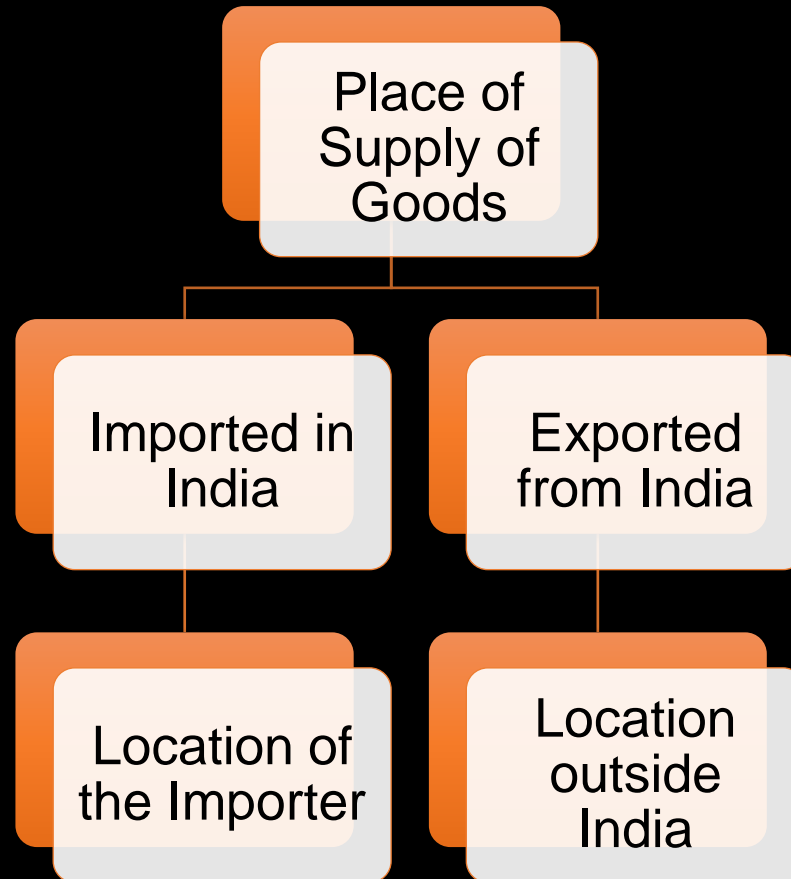 Place of
Supply of
Goods
Imported in
India
Exported
from India
Location of
the Importer
Location
outside
India